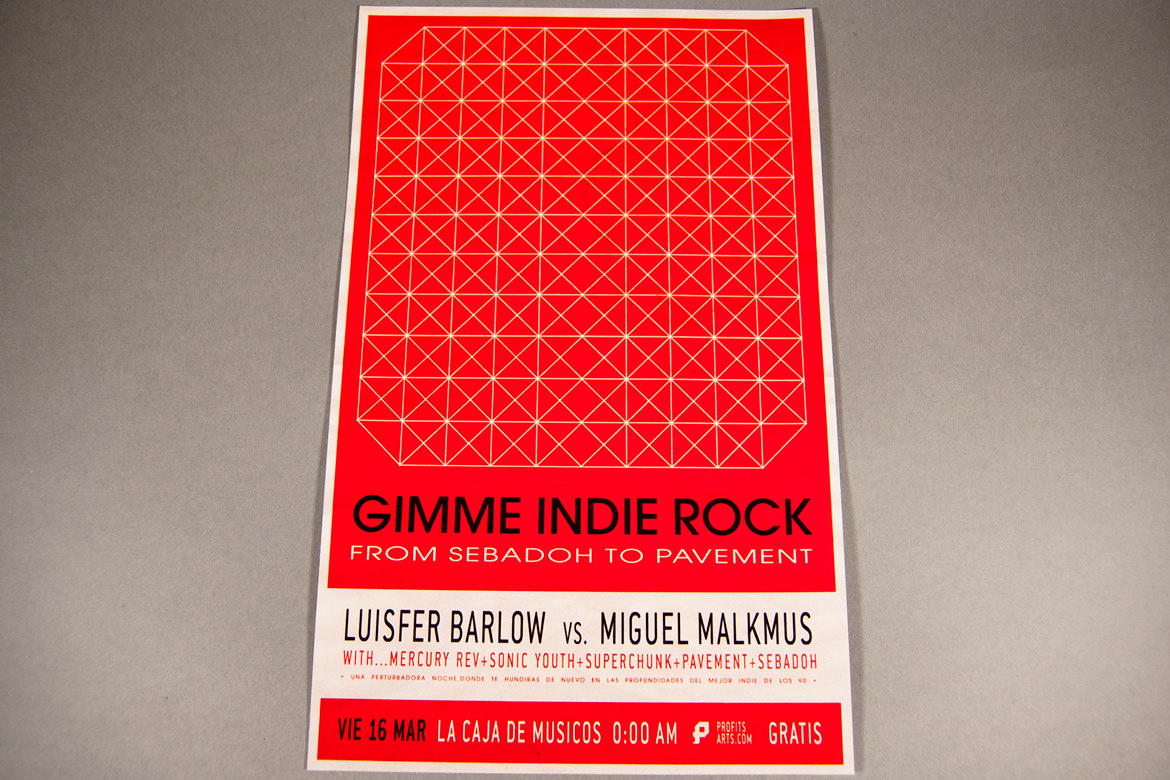 GIMME INDIE ROCK
FROM SEBADOH TO PAVEMENT
LUISFER BARLOW VS. MIGUEL MALKMUS
WITH...MERCURY REV+SONIC YOUTH+SUPERCHUNK+PAVEMENT+SEBADOH
• UNA PERTURBADORA NOCHE.DONDE TE HUNDIRAS DE NUEVO EN LAS PROFUNDIDADES DEL MEJOR INDIE DE LOS 90 •
VIE 16 MAR LA CAJA DE MUSICOS 0:00 AM PROFITS
ARTS.COM GRATIS